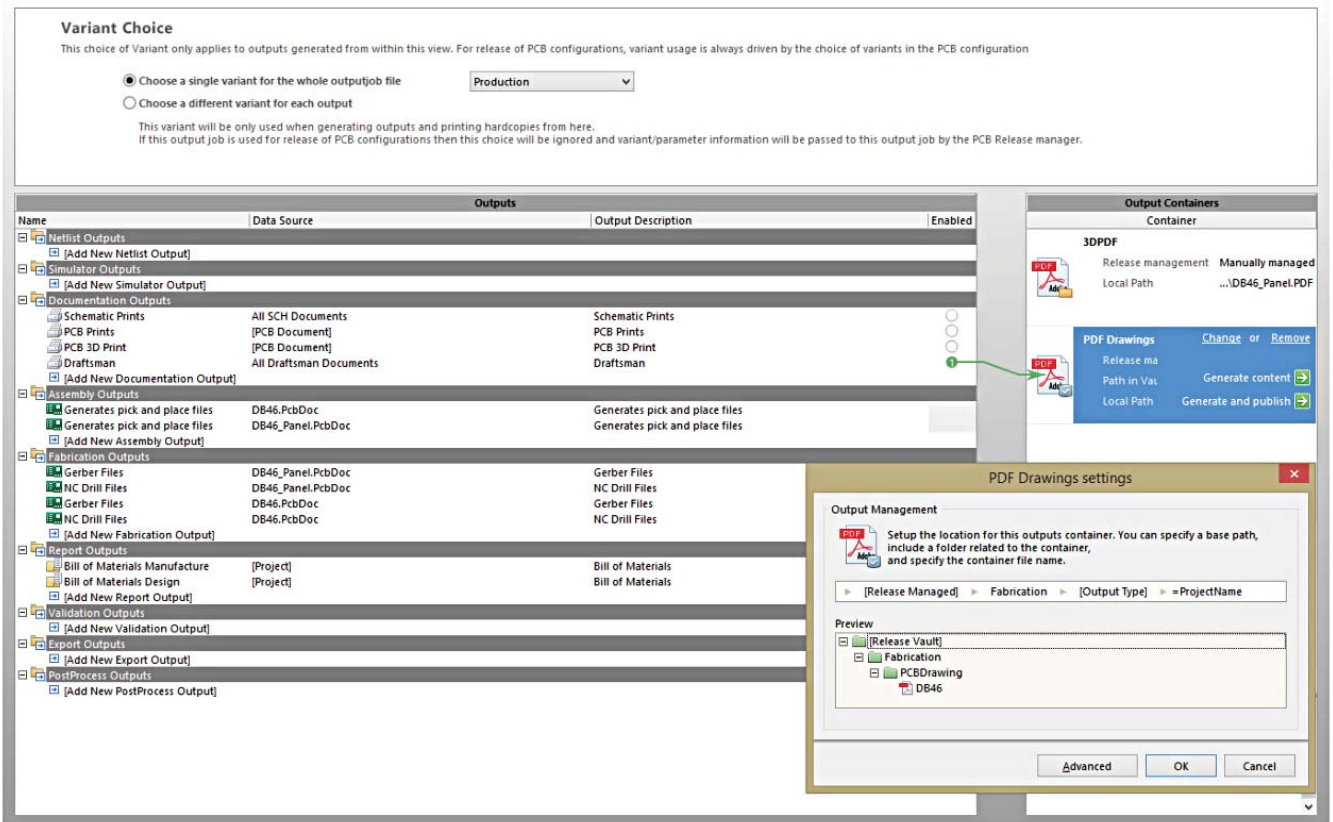 Variant Choice
This choice of Variant only applies to outputs generated from within this view. For release of PCB configurations, variant usage is always driven by the choice of variants in the PCB configuration
Choose a single variant for the whole outputjob file
Production
Choose a different variant for each output
This variant will be only used when generating outputs and printing hardcopies from here.
If this output job is used for release of PCB configurations then this choice will be ignored and variant/parameter information will be passed to this output job by the PCB Release manager.
Outputs
Name Data Source Output Description Enabled
Netlist Outputs
[Add New Netlist Output]
Simulator Outputs
[Add New Simulator Output]
Documentation Outputs
Schematic Prints All SCH Documents Schematic Prints
PCB Prints [PCB Document] PCB Prints
PCB 3D Print [PCB Document] PCB 3D Print
Draftsman All Draftsman Documents Draftsman 1
[Add New Documentation Output]
Assembly Outputs
Generates pick and place files DB46.PcbDoc Generates pick and place files
Generates pick and place files DB46_Panel.PcbDoc Generates pick and place files
[Add New Assembly Output]
Fabrication Outputs
Gerber Files DB46_Panel.PcbDoc Gerber Files
NC Drill Files DB46_Panel.PcbDoc NC Drill Files
Gerber Files DB46.PcbDoc Gerber Files
NC Drill Files DB46.PcbDoc NC Drill Files
[Add New Fabrication Output]
Report Outputs
Bill of Materials Manufacture [Project] Bill of Materials
Bill of Materials Design [Project] Bill of Materials
[Add New Report Output]
Validation Outputs
[Add New Validation Output]
Export Outputs
[Add New Export Output]
PostProcess Outputs
[Add New PostProcess Output]
Output Containers
Container
3DPDF
PDF
Adobe
Release management Manually managed
Local Path ...\DB46_Panel.PDF
PDF Drawings Change or Remove
PDF
Adobe
Release ma
Path in Vau Generate content
Local Path Generate and publish
PDF Drawings settings
Output Management
PDF
Adobe
Setup the location for this outputs container. You can specify a base path,
include a folder related to the container,
and specify the container file name.
[Release Managed] Fabrication [Output Type] =ProjectName
Preview
[Release Vault]
Fabrication
PCBDrawing
DB46
Advanced OK Cancel